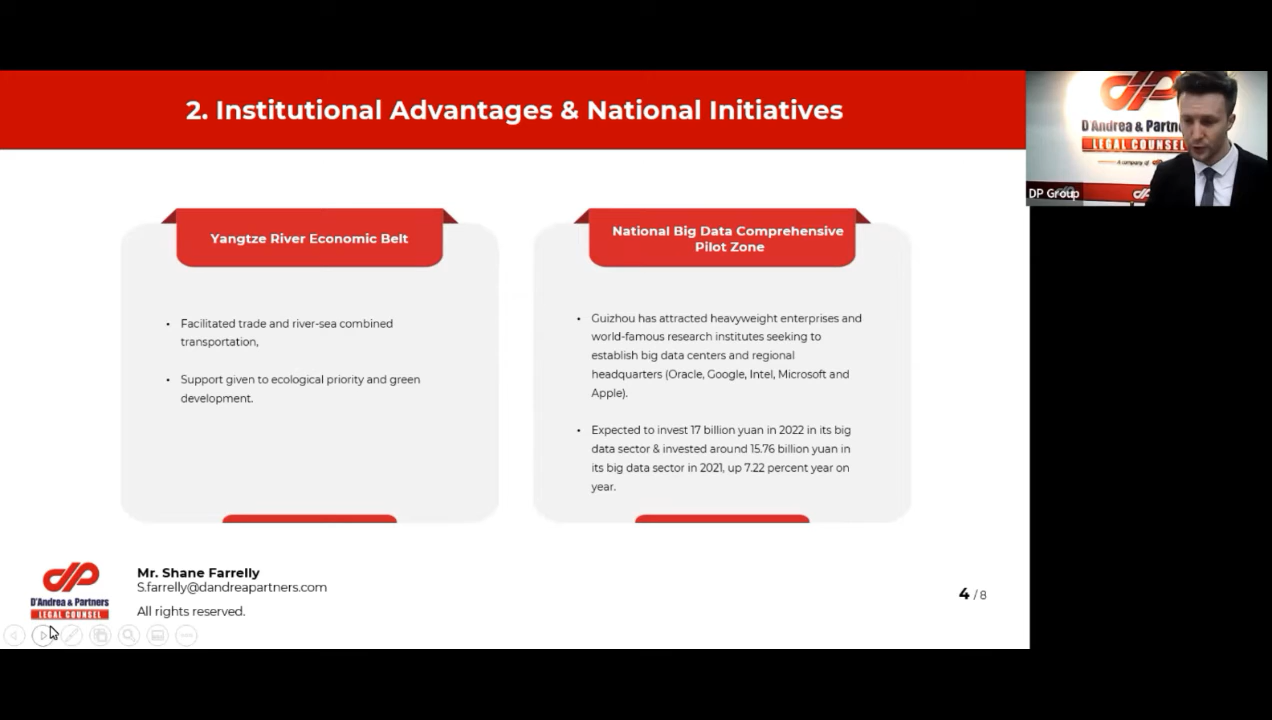 2. Institutional Advantages & National Initiatives
Yangtze River Economic Belt
Facilitated trade and river-sea combined
transportation,
Support given to ecological priority and green
development.
National Big Data Comprehensive
Pilot Zone
Guizhou has attracted heavyweight enterprises and
world-famous research institutes seeking to
establish big data centers and regional
headquarters (Oracle, Google, Intel, Microsoft and
Apple).
Expected to invest 17 billion yuan in 2022 in its big
data sector & invested around 15.76 billion yuan in
its big data sector in 2021, up 7.22 percent year on
year.
D'Andrea & Partners
LEGAL COUNSEL
Mr. Shane Farrelly
S.farrelly@dandreapartners.com
All rights reserved.
4 / 8
D'Andrea & Partn
LEGAL COUNSEL
A company of
DP Group